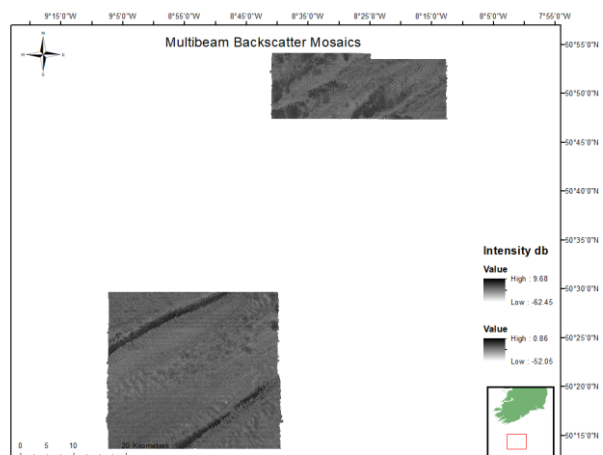 9°15'0"W 9°5'0"W 8°55'0"W 8°45'0"W 8°35'0"W 8°25'0"W 8°15'0"W 8°5'0"W 7°55'0"W
Multibeam Backscatter Mosaics
N
W E
S
50°55'0"N
50°50'0"N
50°45'0"N
50°40'0"N
50°35'0"N
50°30'0"N
50°25'0"N
50°20'0"N
50°15'0"N
Intensity db
Value
High : 9.68
Low : -62.45
Value
High : 0.86
Low : -52.05
0 5 10 20 Kilometers